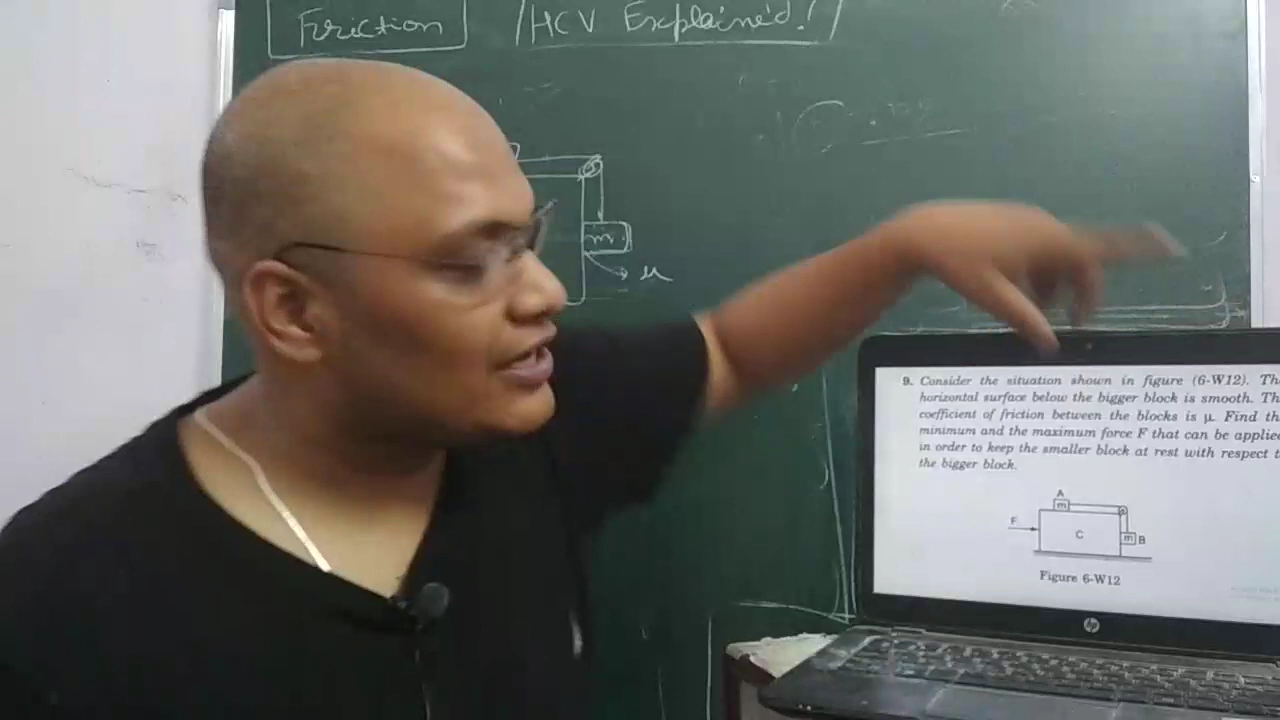 Friction /HCV Explained!/
m
μ
9. Consider the situation shown in figure (6-W12). Th
horizontal surface below the bigger block is smooth. Th
coefficient of friction between the blocks is μ. Find th
minimum and the maximum force F that can be applie
in order to keep the smaller block at rest with respect t
the bigger block.
A
m
F
C
m B
Figure 6-W12
hp